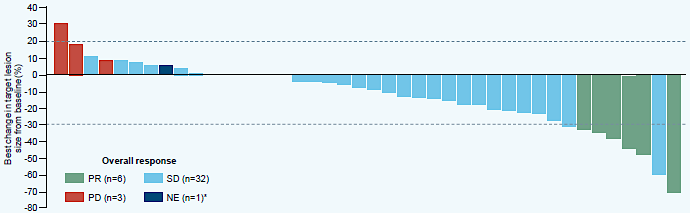 40
30
20
10
0
-10
-20
-30
-40
-50
-60
-70
-80
Best change in target lesion
size from baseline (%)
Overall response
PR (n=6)
SD (n=32)
PD (n=3)
NE (n=1)*